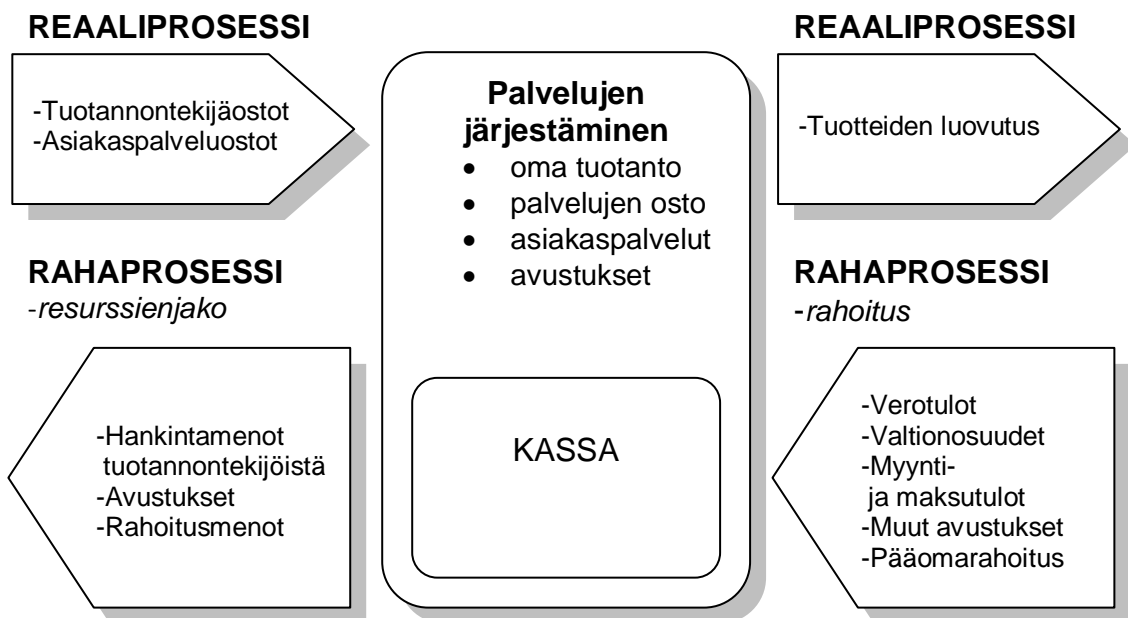 REAALIPROSESSI
-Tuotannontekijäostot
-Asiakaspalveluostot
RAHAPROSESSI
-resurssienjako
-Hankintamenot
tuotannontekijöistä
-Avustukset
-Rahoitusmenot
Palvelujen
järjestäminen
• oma tuotanto
• palvelujen osto
• asiakaspalvelut
• avustukset
KASSA
REAALIPROSESSI
-Tuotteiden luovutus
RAHAPROSESSI
-rahoitus
-Verotulot
-Valtionosuudet
-Myynti-
ja maksutulot
-Muut avustukset
-Pääomarahoitus